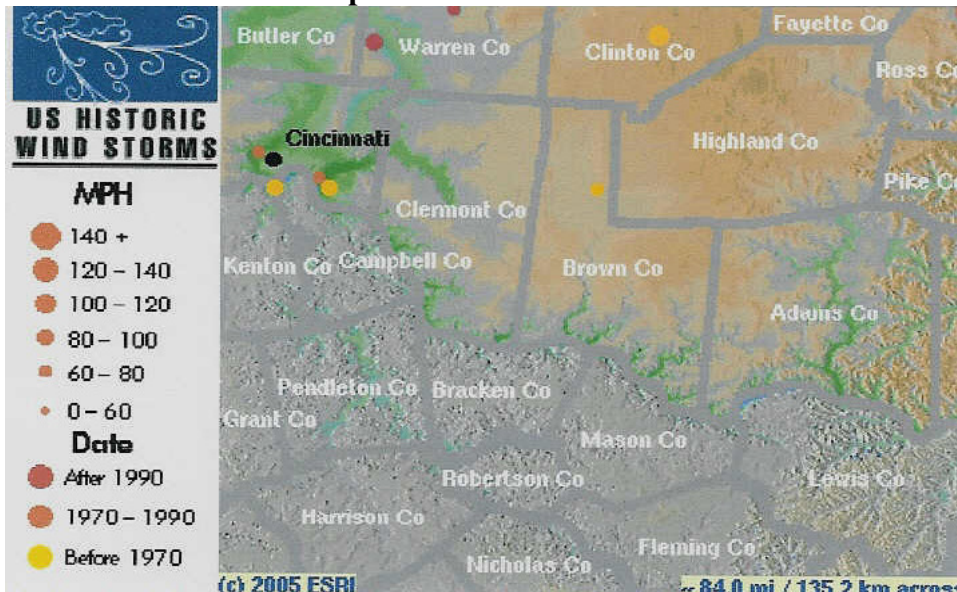 US HISTORIC
WIND STORMS
MPH
140 +
120 – 140
100 – 120
80 – 100
60 – 80
0 – 60
Date
After 1990
1970 – 1990
Before 1970
Butler Co
Warren Co
Clinton Co
Fayette Co
Ross Co
Cincinnati
Highland Co
Pike Co
Clermont Co
Kenton Co
Campbell Co
Brown Co
Adams Co
Pendleton Co
Bracken Co
Grant Co
Mason Co
Robertson Co
Lewis Co
Harrison Co
Nicholas Co
Fleming Co
(c) 2005 ESRI
84.0 mi / 135.2 km across